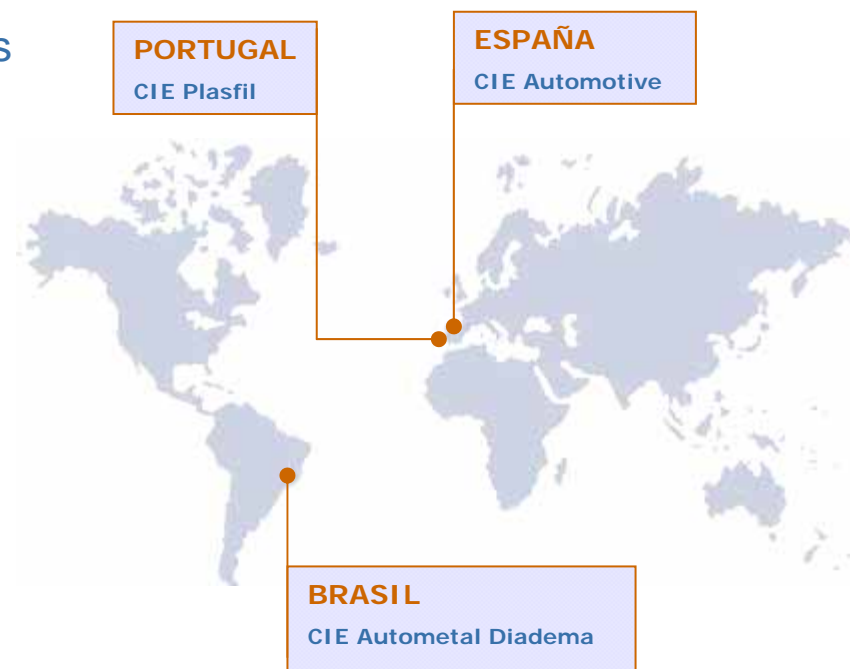 s
PORTUGAL
CIE Plasfil
ESPAÑA
CIE Automotive
BRASIL
CIE Autometal Diadema